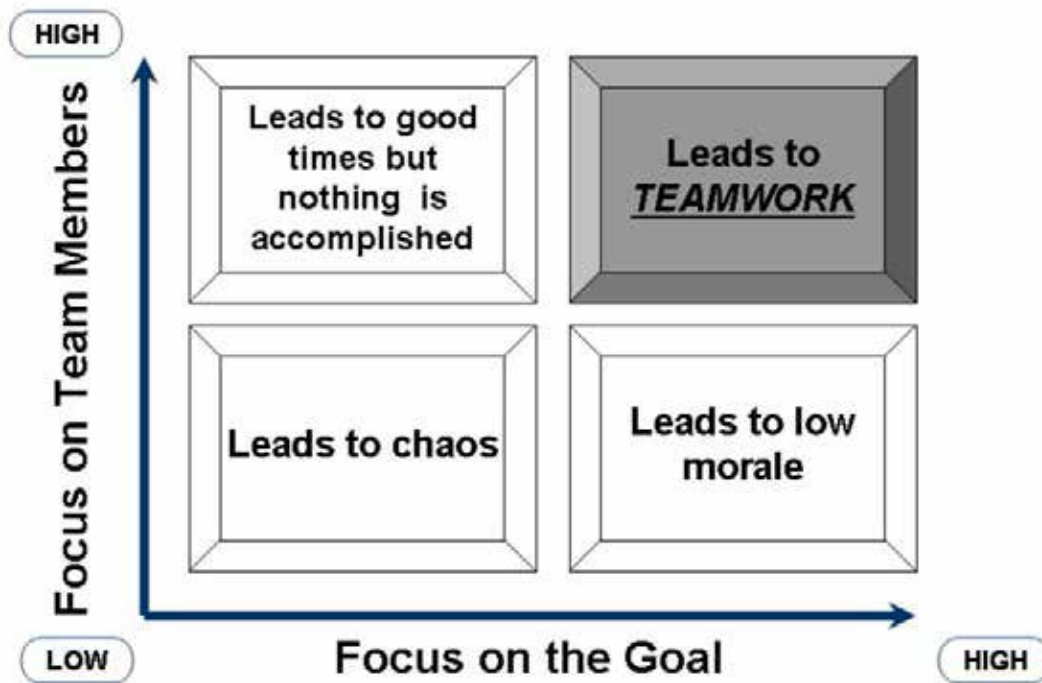 HIGH
Focus on Team Members
Leads to good
times but
nothing is
accomplished
Leads to
TEAMWORK
Leads to chaos
Leads to low
morale
LOW
Focus on the Goal
HIGH